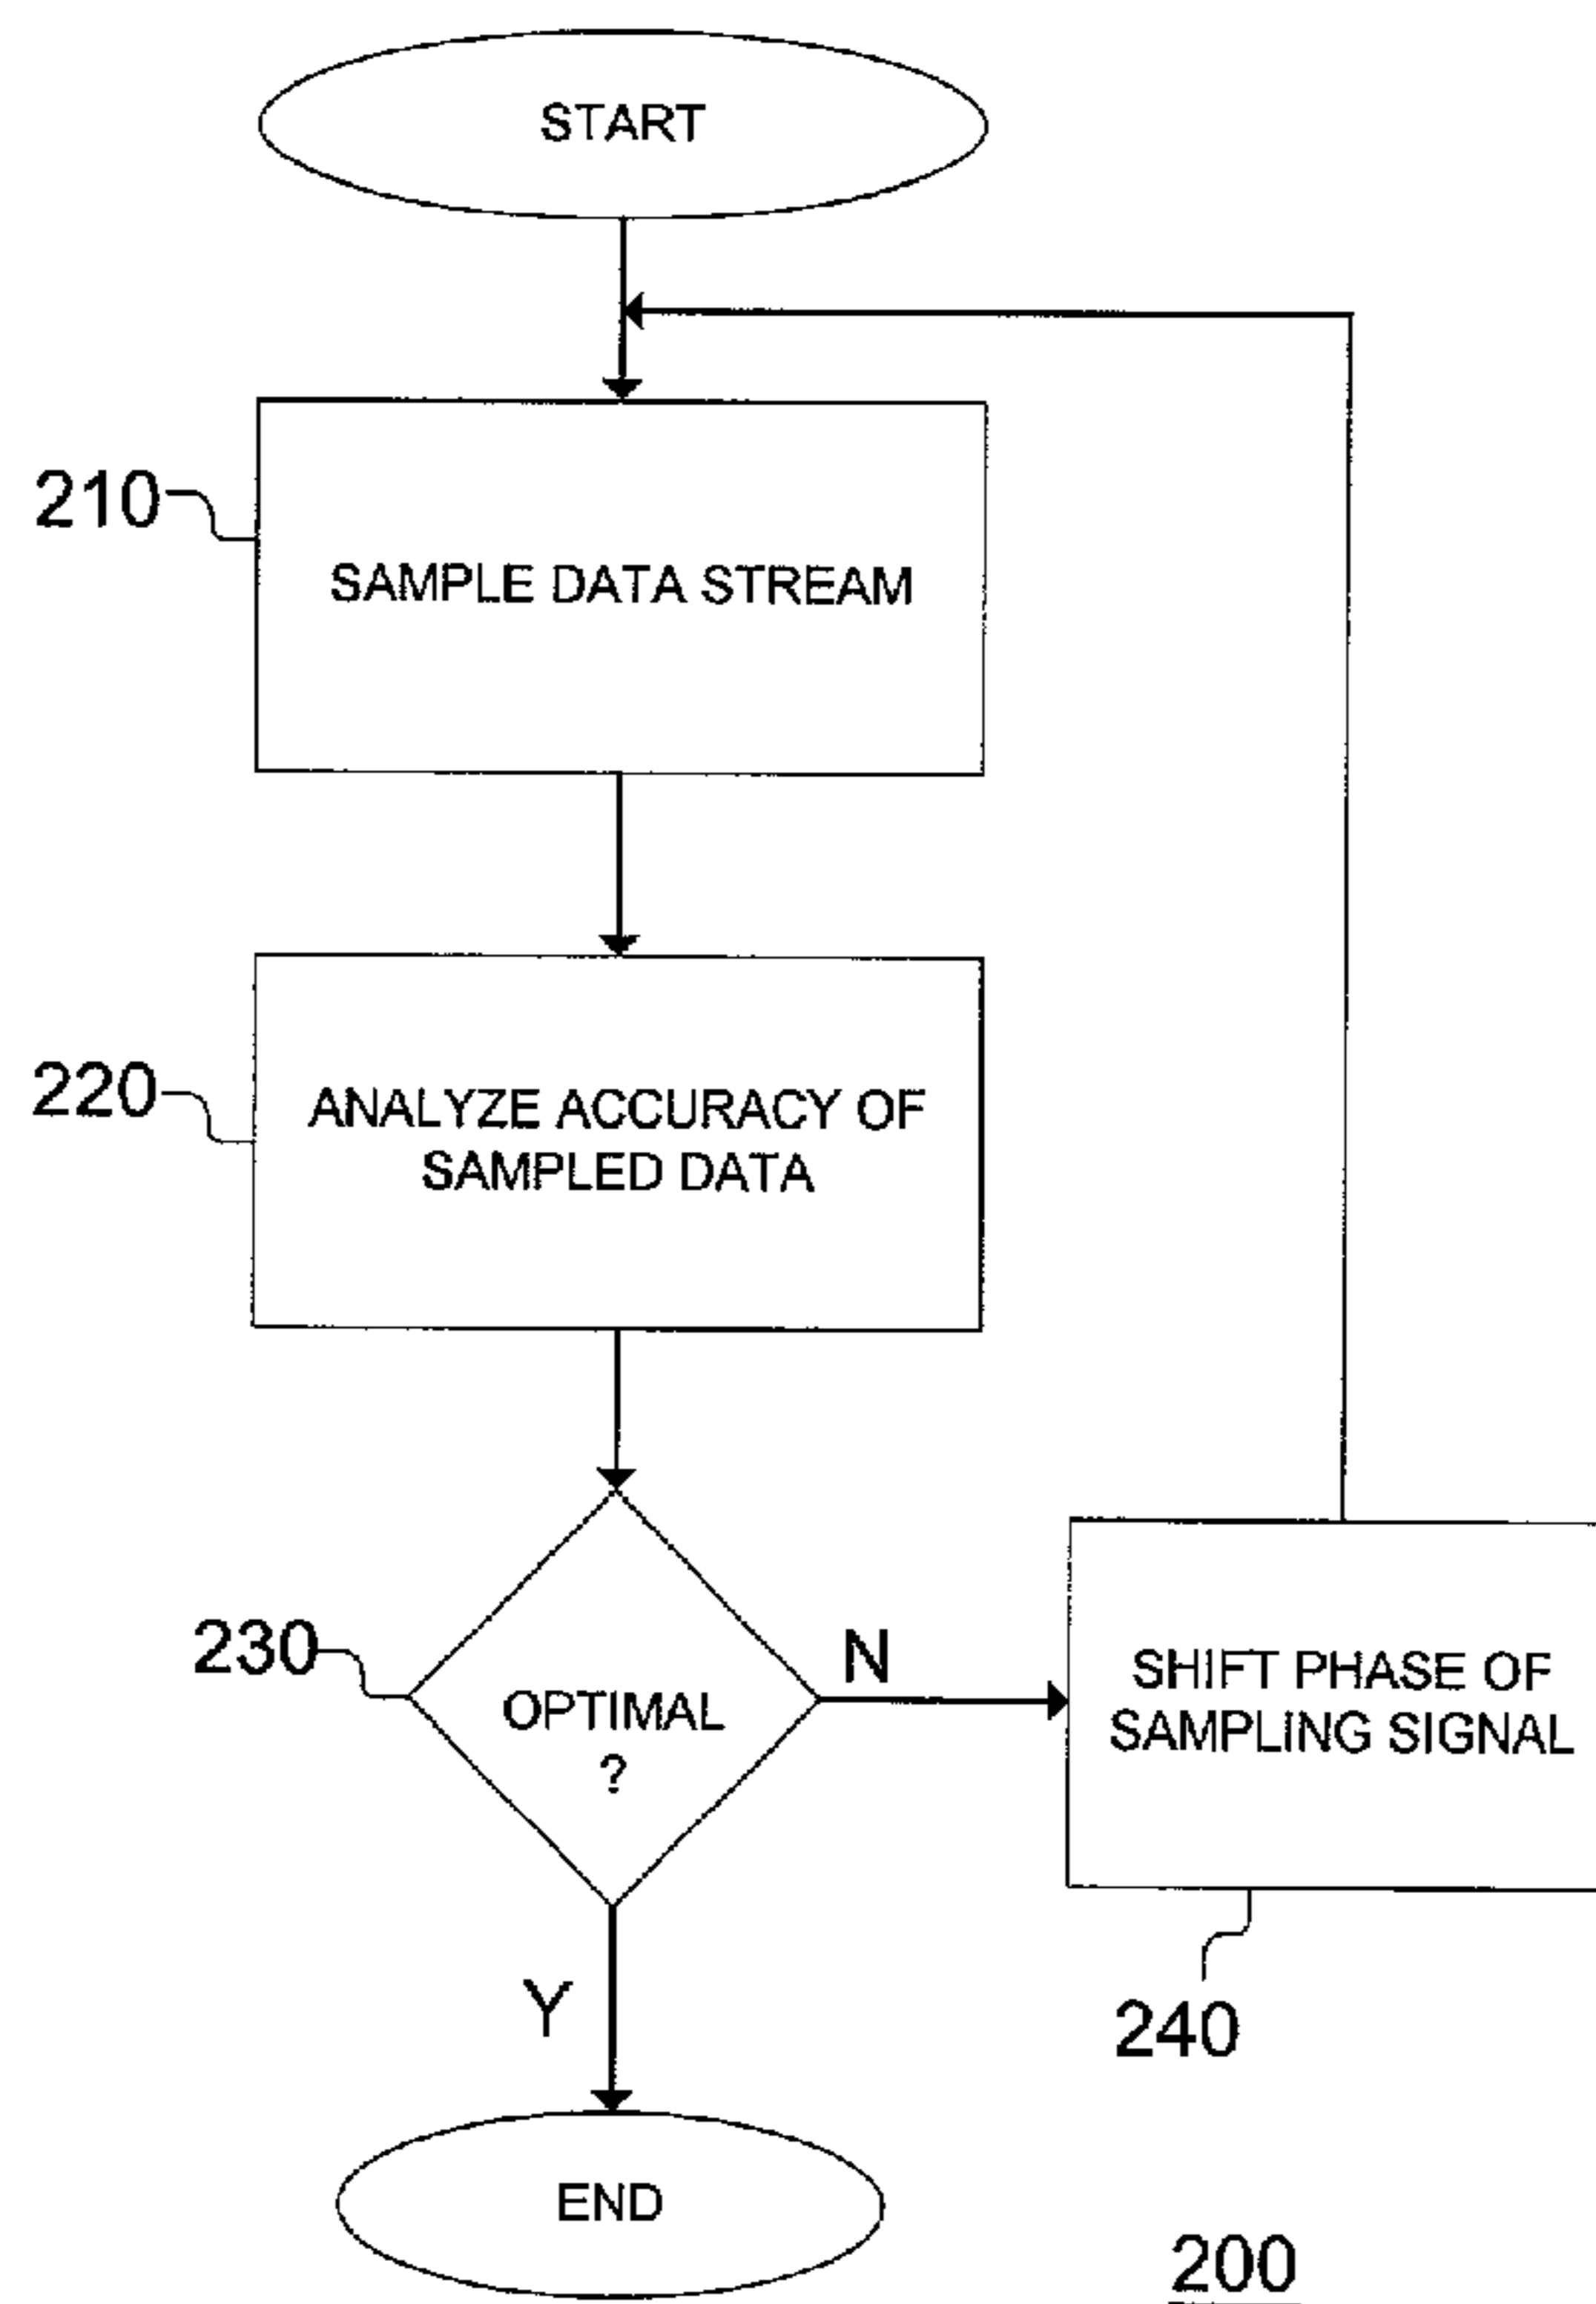 START
210
SAMPLE DATA STREAM
220
ANALYZE ACCURACY OF
SAMPLED DATA
230
OPTIMAL
?
N
SHIFT PHASE OF
SAMPLING SIGNAL
240
Y
END
200